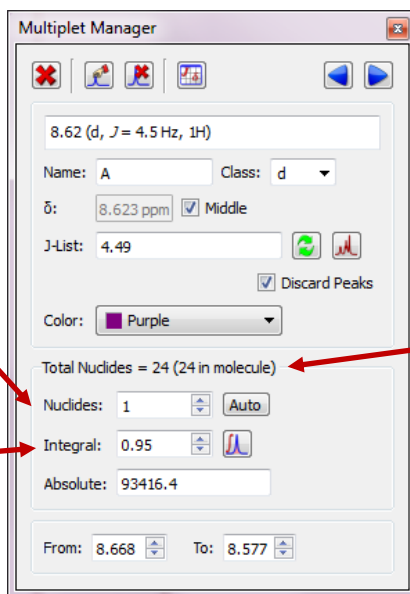 Multiplet Manager
8.62 (d, J = 4.5 Hz, 1H)
Name: A Class: d
δ: 8.623 ppm Middle
J-List: 4.49
Discard Peaks
Color: Purple
Total Nuclides = 24 (24 in molecule)
Nuclides: 1 Auto
Integral: 0.95
Absolute: 93416.4
From: 8.668 To: 8.577